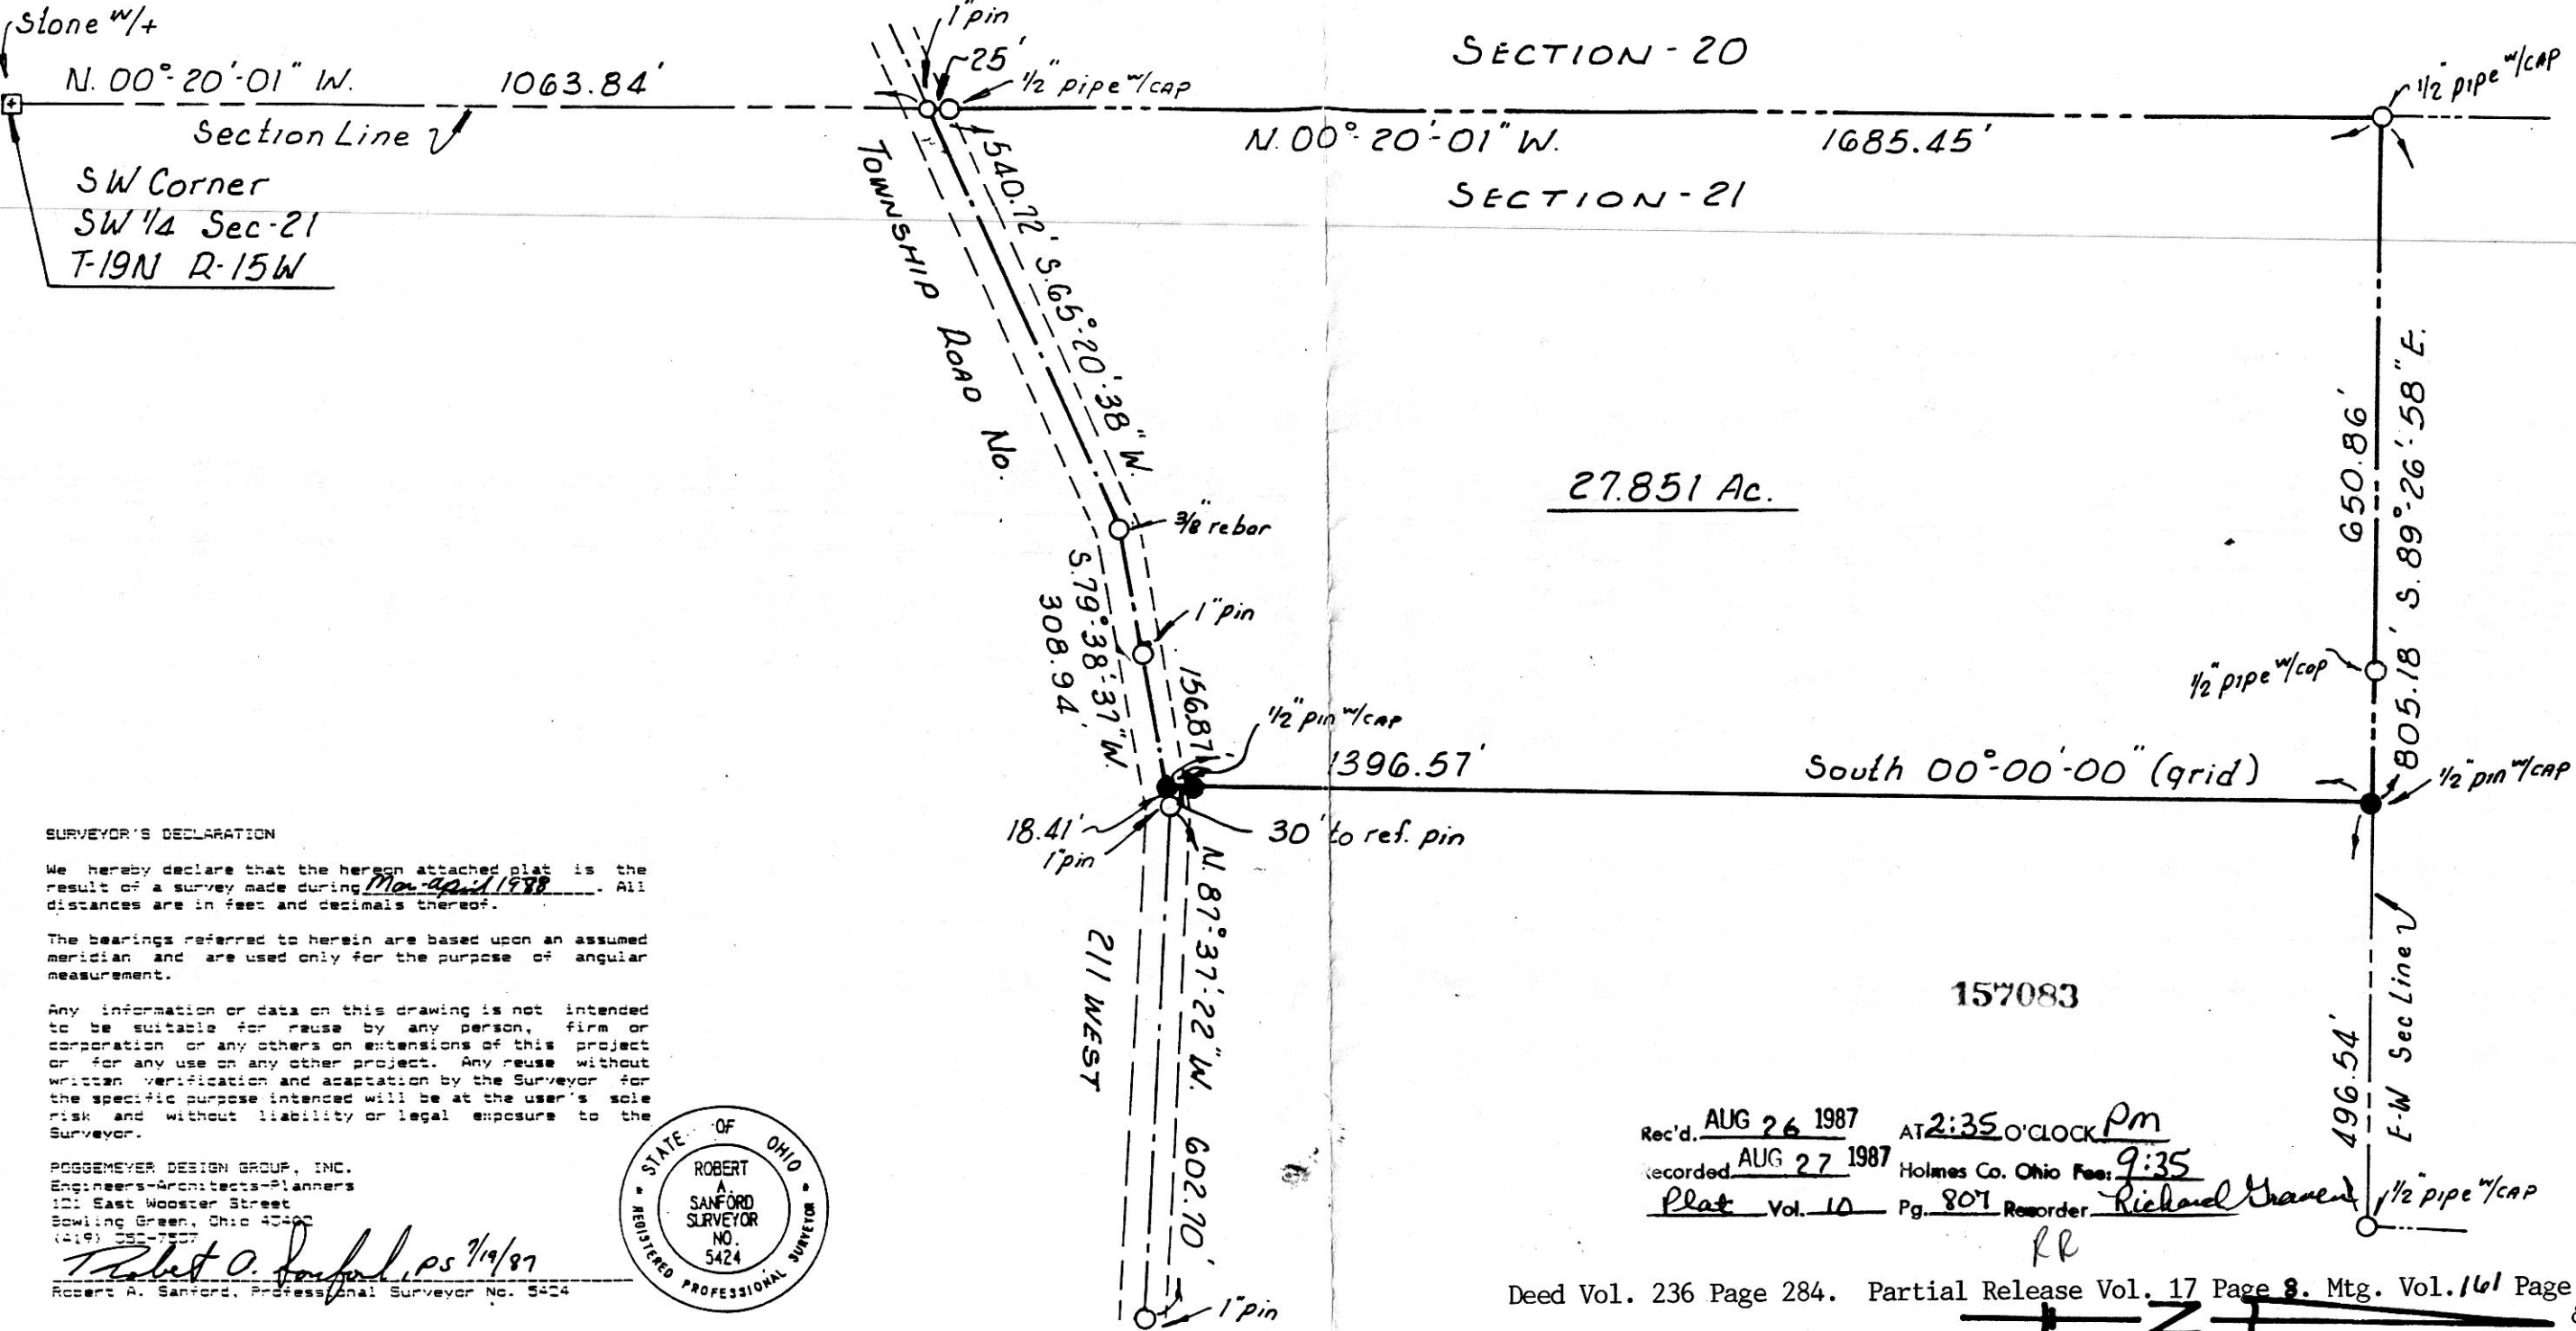 Stone w/+
1" pin
25'
1/2" pipe w/cap
N. 00°-20'-01" W. 1063.84'
Section Line
SW Corner
SW 1/4 Sec-21
T-19N R-15W
SECTION - 20
N. 00°-20'-01" W. 1685.45'
SECTION - 21
1/2" pipe w/cap
540.72' S.65°-20'-38" W.
TOWNSHIP ROAD No.
3/8" rebar
S.79°-38'-37" W.
308.94'
1" pin
156.87'
1/2" pin w/cap
27.851 Ac.
650.86'
805.18' S. 89°-26'-58" E.
1/2" pipe w/cap
1396.57' South 00°-00'-00" (grid)
1/2" pin w/cap
18.41'
1" pin
30' to ref. pin
N. 87°-37'-22" W. 602.70'
211 WEST
1" pin
E-W Sec Line
496.54'
1/2" pipe w/cap
SURVEYOR'S DECLARATION
We hereby declare that the hereon attached plat is the
result of a survey made during Mar-April 1988. All
distances are in feet and decimals thereof.
The bearings referred to herein are based upon an assumed
meridian and are used only for the purpose of angular
measurement.
Any information or data on this drawing is not intended
to be suitable for reuse by any person, firm or
corporation or any others on extensions of this project
or for any use on any other project. Any reuse without
written verification and adaptation by the Surveyor for
the specific purpose intended will be at the user's sole
risk and without liability or legal exposure to the
Surveyor.
POGGEMEYER DESIGN GROUP, INC.
Engineers-Architects-Planners
121 East Wooster Street
Bowling Green, Ohio 43402
(419) 352-7537
Robert A. Sanford, PS 7/19/87
Robert A. Sanford, Professional Surveyor No. 5424
STATE OF OHIO
ROBERT
A.
SANFORD
SURVEYOR
NO.
5424
REGISTERED PROFESSIONAL SURVEYOR
157083
Rec'd. AUG 26 1987 AT 2:35 O'CLOCK PM
Recorded AUG 27 1987 Holmes Co. Ohio Fee: 9:35
Plat Vol. 10 Pg. 807 Recorder Richard Graven
RR
Deed Vol. 236 Page 284. Partial Release Vol. 17 Page 8. Mtg. Vol. 161 Page